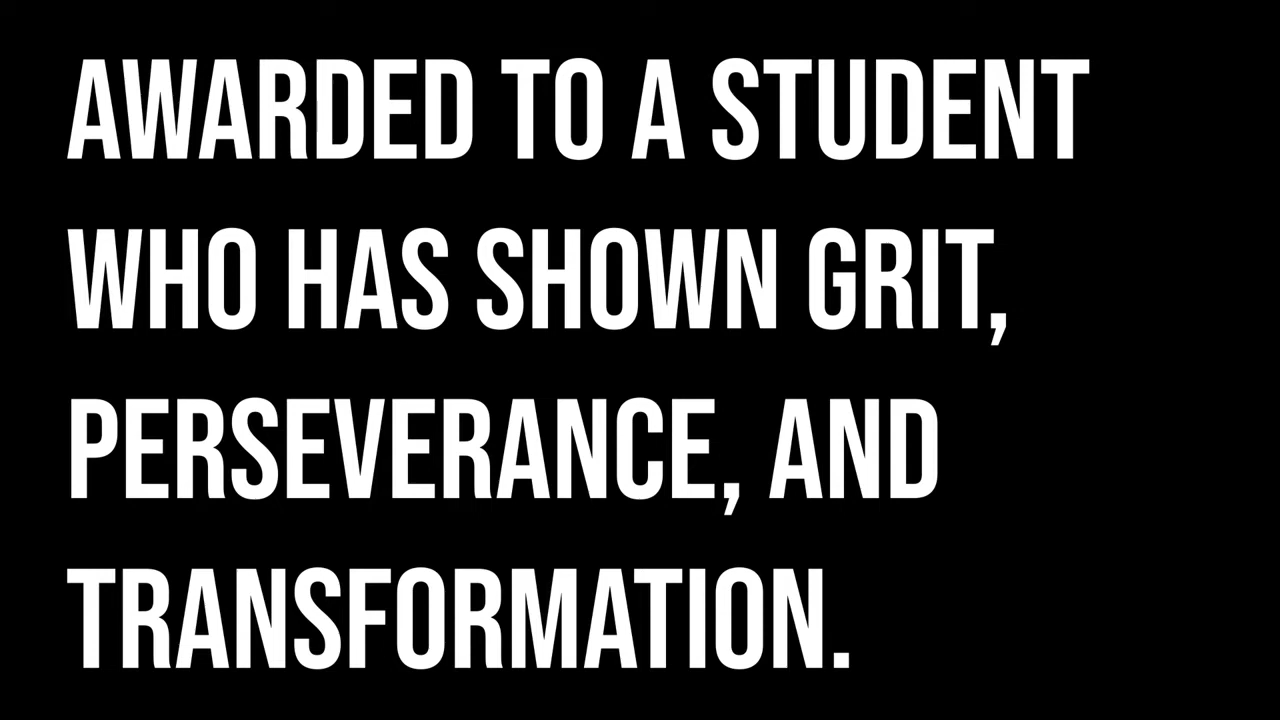 AWARDED TO A STUDENT
WHO HAS SHOWN GRIT,
PERSEVERANCE, AND
TRANSFORMATION.